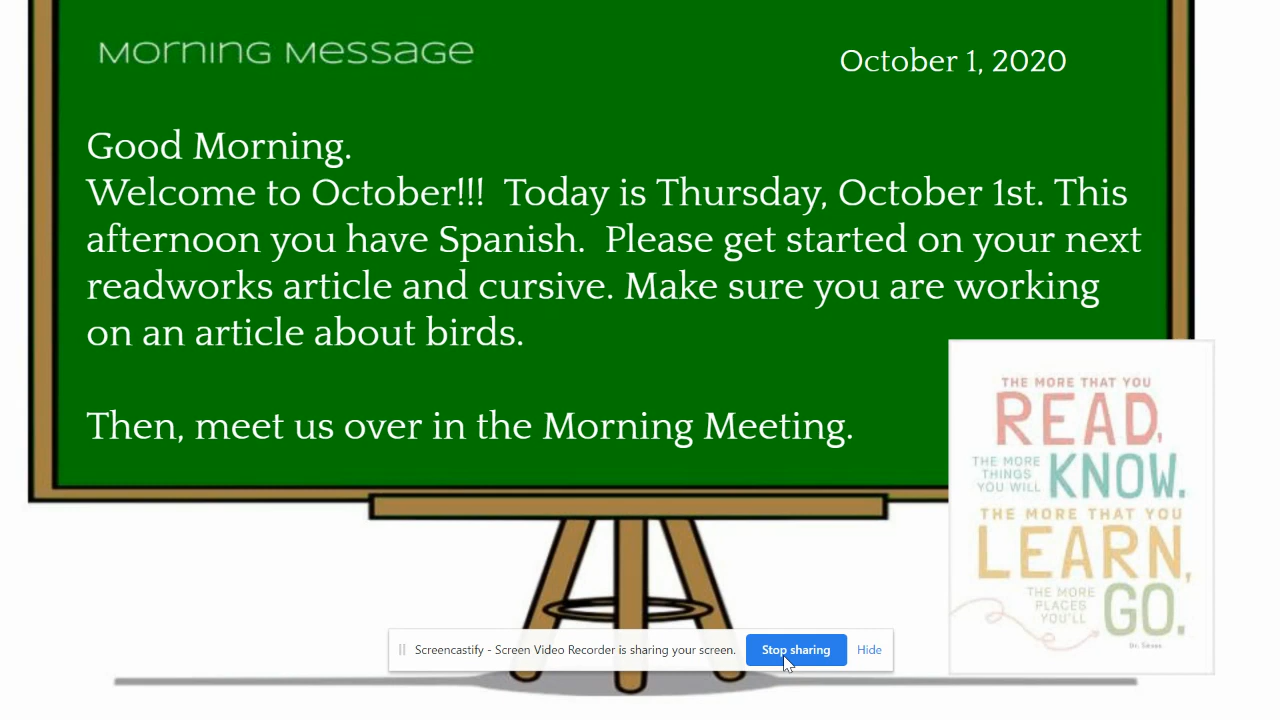 Morning Message
October 1, 2020
Good Morning.
Welcome to October!!!  Today is Thursday, October 1st. This
afternoon you have Spanish.  Please get started on your next
readworks article and cursive. Make sure you are working
on an article about birds.
Then, meet us over in the Morning Meeting.
THE MORE THAT YOU
READ,
THE MORE
THINGS
YOU WILL
KNOW.
THE MORE THAT YOU
LEARN,
THE MORE
PLACES
YOU'LL
GO.
Dr. Seuss
Screencastify - Screen Video Recorder is sharing your screen.
Stop sharing
Hide